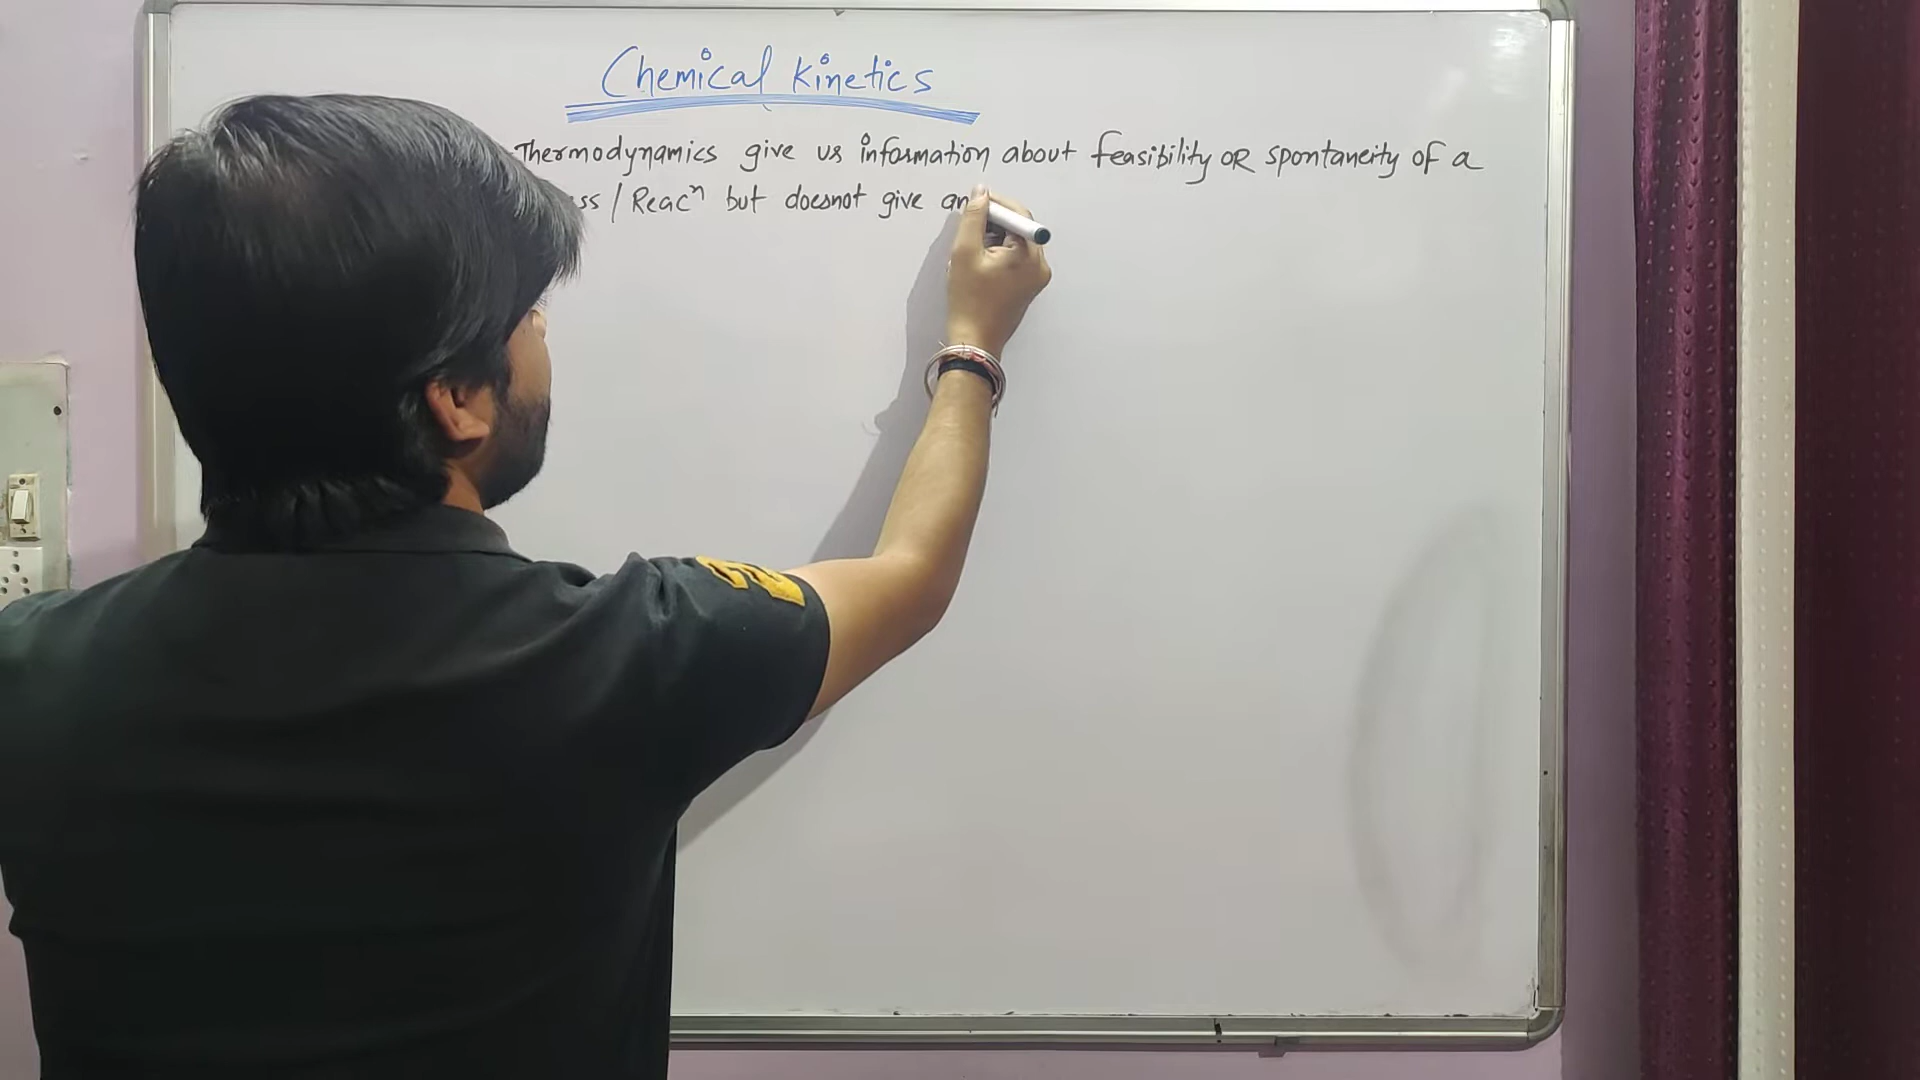 Chemical Kinetics
Thermodynamics give us information about feasibility OR spontaneity of a
/ Reacⁿ but doesnot give